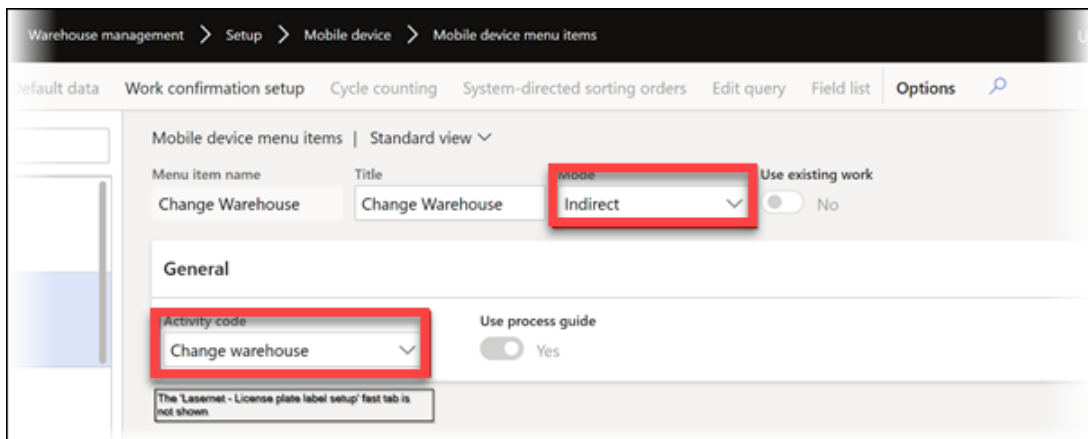 Warehouse management > Setup > Mobile device > Mobile device menu items
Default data Work confirmation setup Cycle counting System-directed sorting orders Edit query Field list Options
Mobile device menu items | Standard view
Menu item name Title Mode Use existing work
Change Warehouse Change Warehouse Indirect No
General
Activity code Use process guide
Change warehouse Yes
The 'Lasernet - License plate label setup' fast tab is
not shown